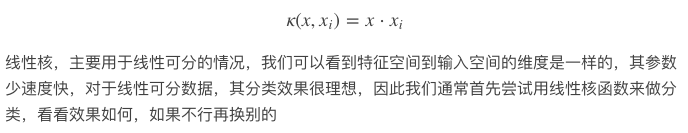 κ(x, xᵢ) = x · xᵢ
线性核，主要用于线性可分的情况，我们可以看到特征空间到输入空间的维度是一样的，其参数
少速度快，对于线性可分数据，其分类效果很理想，因此我们通常首先尝试用线性核函数来做分
类，看看效果如何，如果不行再换别的